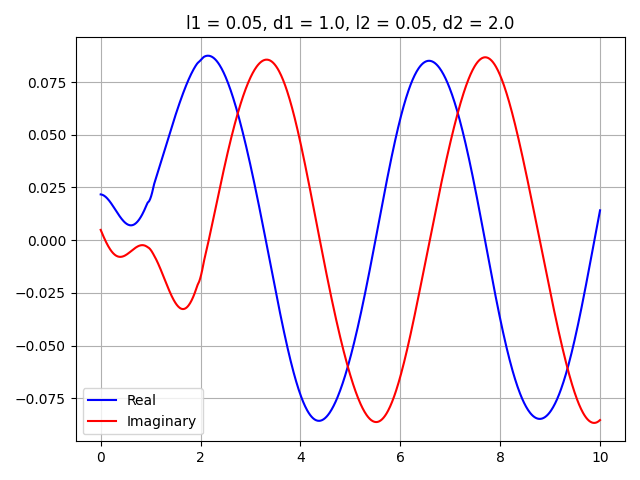 l1 = 0.05, d1 = 1.0, l2 = 0.05, d2 = 2.0
0.075
0.050
0.025
0.000
−0.025
−0.050
−0.075
Real
Imaginary
0 2 4 6 8 10